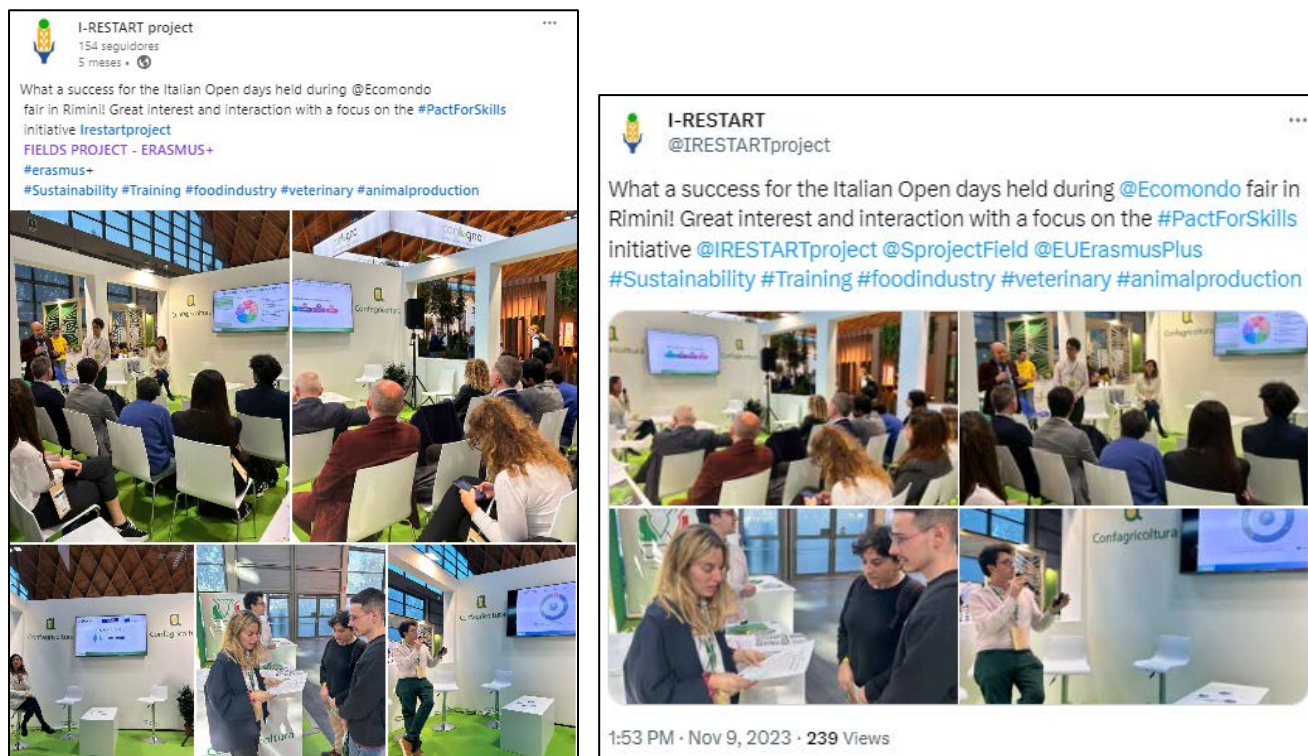 I-RESTART project
154 seguidores
5 meses •
What a success for the Italian Open days held during @Ecomondo
fair in Rimini! Great interest and interaction with a focus on the #PactForSkills
initiative Irestartproject
FIELDS PROJECT - ERASMUS+
#erasmus+
#Sustainability #Training #foodindustry #veterinary #animalproduction
Confagricoltura
Confagricoltura
Confagricoltura
I-RESTART
@IRESTARTproject
What a success for the Italian Open days held during @Ecomondo fair in
Rimini! Great interest and interaction with a focus on the #PactForSkills
initiative @IRESTARTproject @SprojectField @EUErasmusPlus
#Sustainability #Training #foodindustry #veterinary #animalproduction
Confagricoltura
Confagricoltura
1:53 PM · Nov 9, 2023 · 239 Views